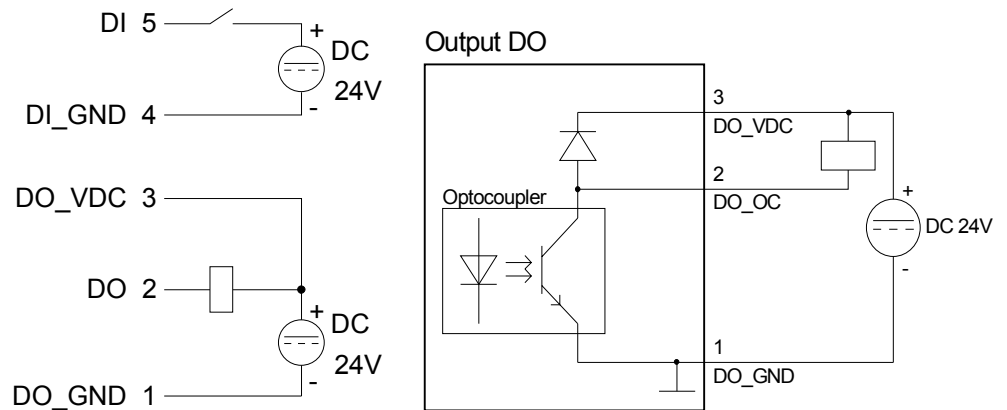 DI 5
+
DC
24V
-
DI_GND 4
DO_VDC 3
DO 2
+
DC
24V
-
DO_GND 1
Output DO
3
DO_VDC
2
DO_OC
Optocoupler
+
DC 24V
-
1
DO_GND